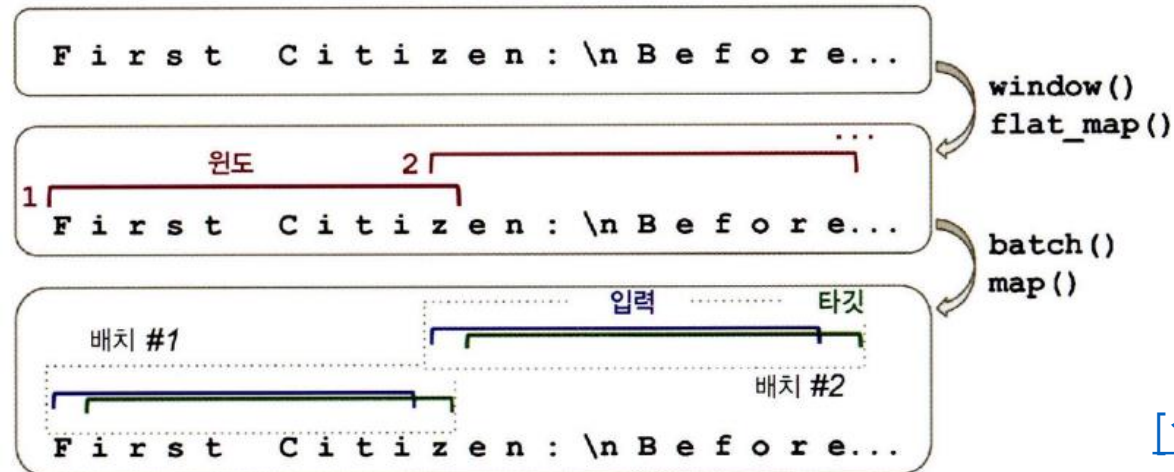 First Citizen:\nBefore...
window()
flat_map()
...
윈도
1
2
First Citizen:\nBefore...
batch()
map()
입력
타깃
배치 #1
배치 #2
First Citizen:\nBefore...